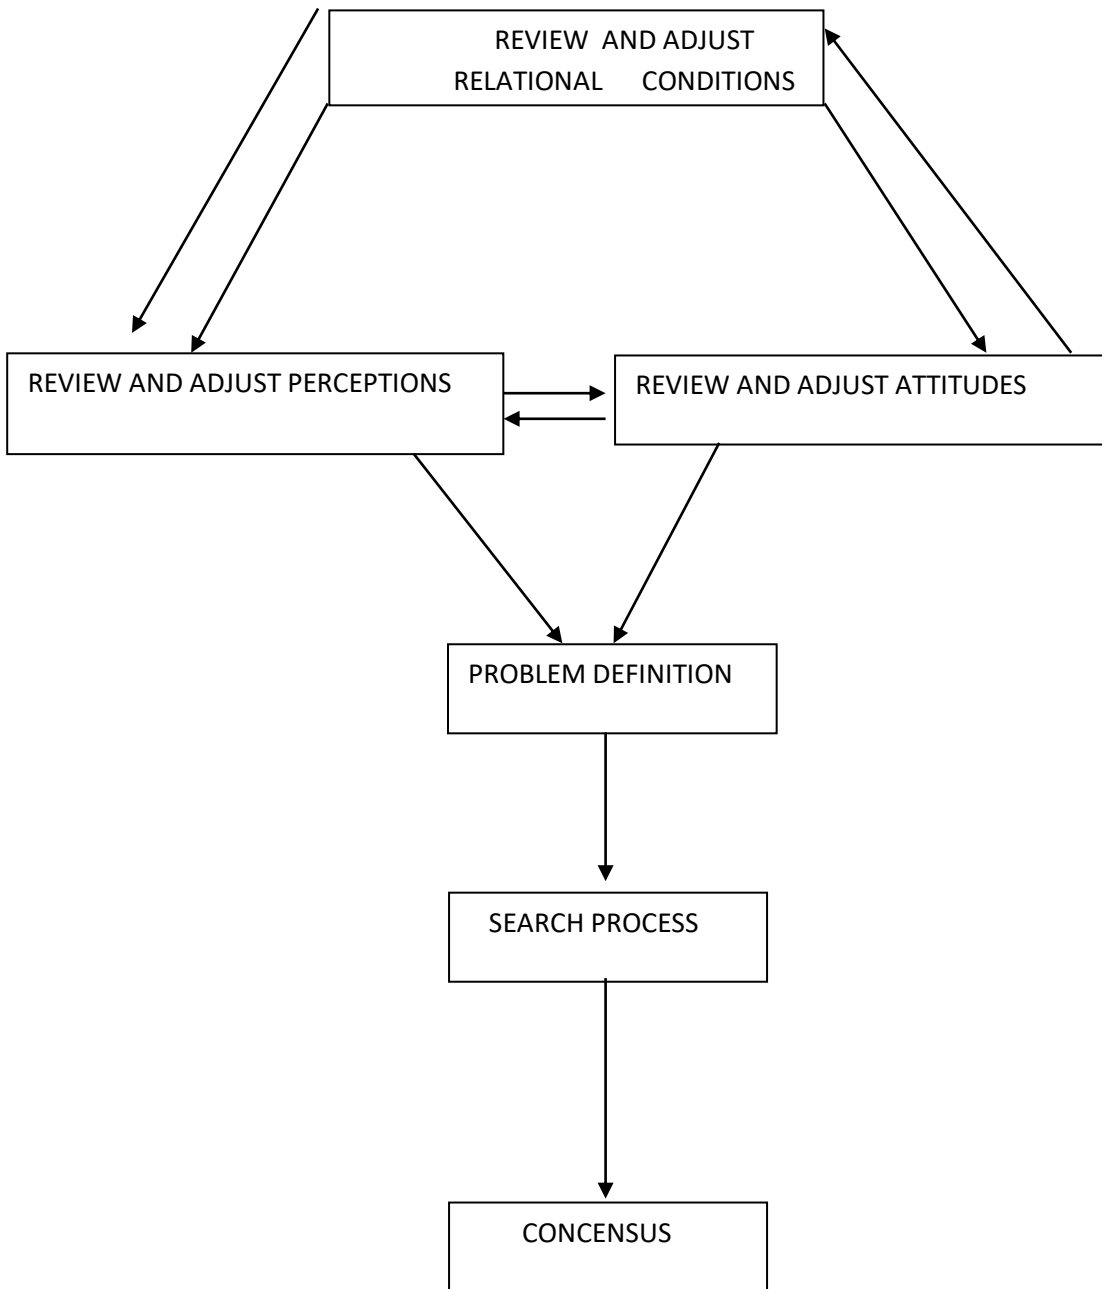 REVIEW AND ADJUST
RELATIONAL CONDITIONS
REVIEW AND ADJUST PERCEPTIONS
REVIEW AND ADJUST ATTITUDES
PROBLEM DEFINITION
SEARCH PROCESS
CONCENSUS